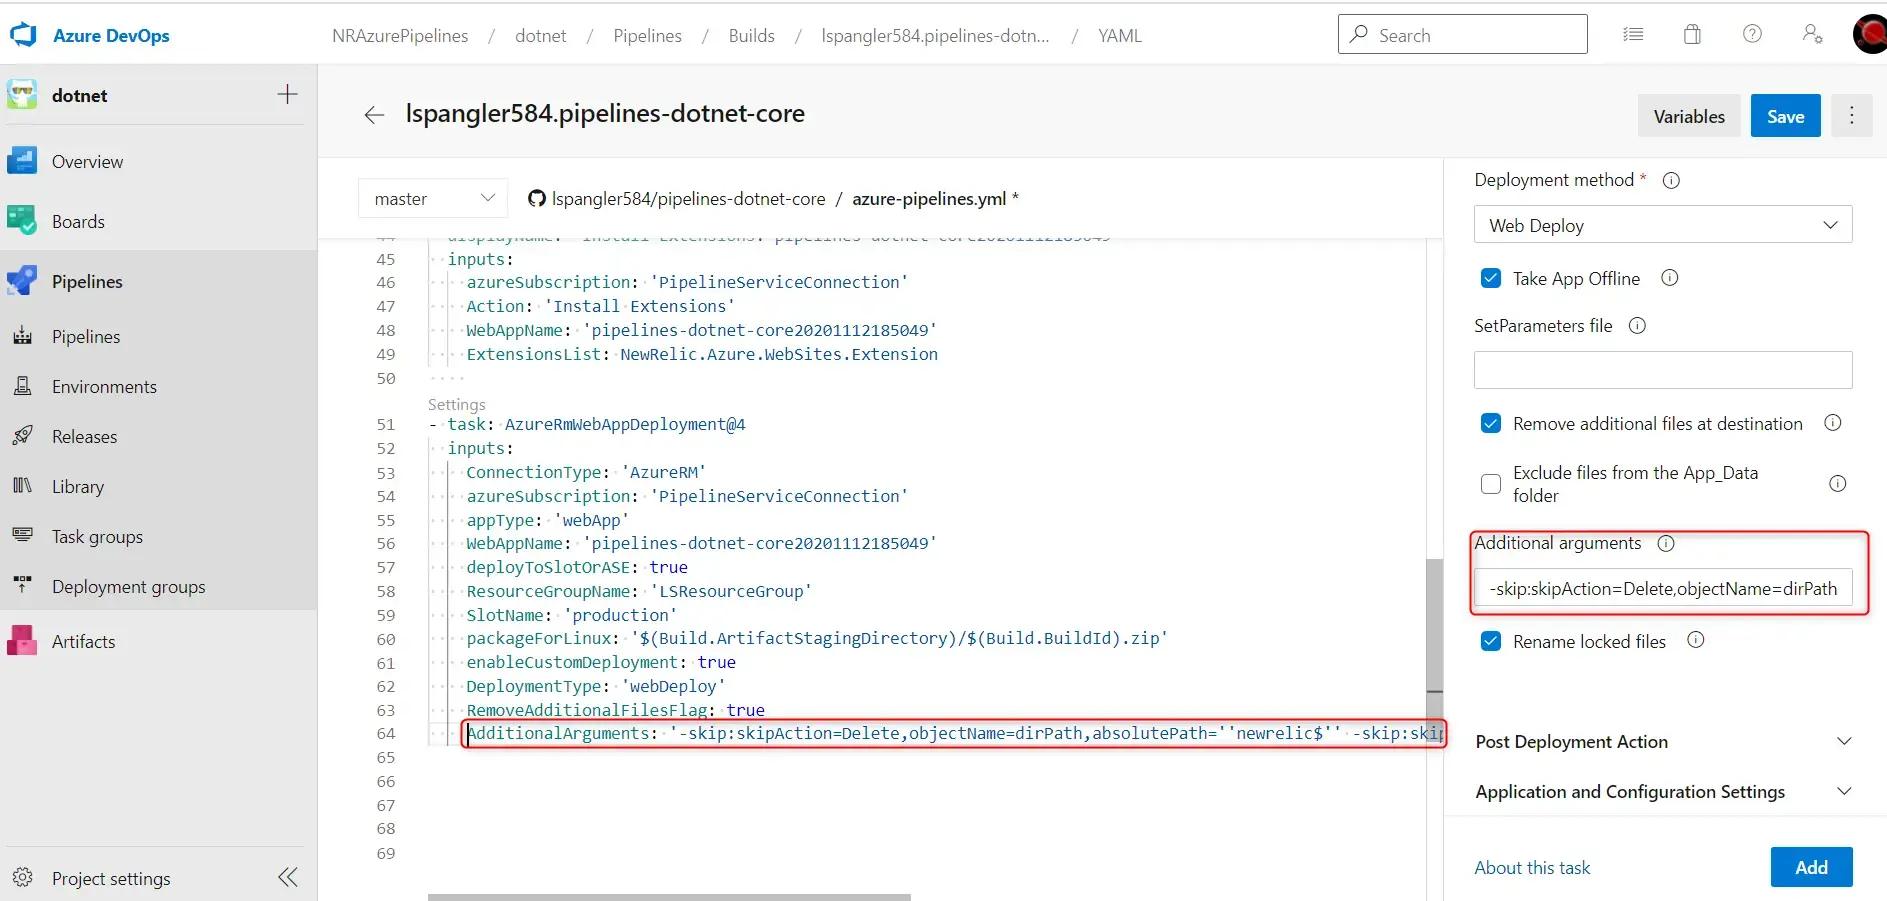 Azure DevOps
NRAzurePipelines / dotnet / Pipelines / Builds / lspangler584.pipelines-dotn... / YAML
Search
dotnet
Overview
Boards
Pipelines
Pipelines
Environments
Releases
Library
Task groups
Deployment groups
Artifacts
Project settings
lspangler584.pipelines-dotnet-core
Variables
Save
master
lspangler584/pipelines-dotnet-core / azure-pipelines.yml *
44 displayName: 'Install Extensions: pipelines-dotnet-core20201112185049'
45 inputs:
46 azureSubscription: 'PipelineServiceConnection'
47 Action: 'Install Extensions'
48 WebAppName: 'pipelines-dotnet-core20201112185049'
49 ExtensionsList: NewRelic.Azure.WebSites.Extension
50
Settings
51 - task: AzureRmWebAppDeployment@4
52 inputs:
53 ConnectionType: 'AzureRM'
54 azureSubscription: 'PipelineServiceConnection'
55 appType: 'webApp'
56 WebAppName: 'pipelines-dotnet-core20201112185049'
57 deployToSlotOrASE: true
58 ResourceGroupName: 'LSResourceGroup'
59 SlotName: 'production'
60 packageForLinux: '$(Build.ArtifactStagingDirectory)/$(Build.BuildId).zip'
61 enableCustomDeployment: true
62 DeploymentType: 'webDeploy'
63 RemoveAdditionalFilesFlag: true
64 AdditionalArguments: '-skip:skipAction=Delete,objectName=dirPath,absolutePath=''newrelic$'' -skip:skip
65
66
67
68
69
Deployment method *
Web Deploy
Take App Offline
SetParameters file
Remove additional files at destination
Exclude files from the App_Data
folder
Additional arguments
-skip:skipAction=Delete,objectName=dirPath
Rename locked files
Post Deployment Action
Application and Configuration Settings
About this task
Add